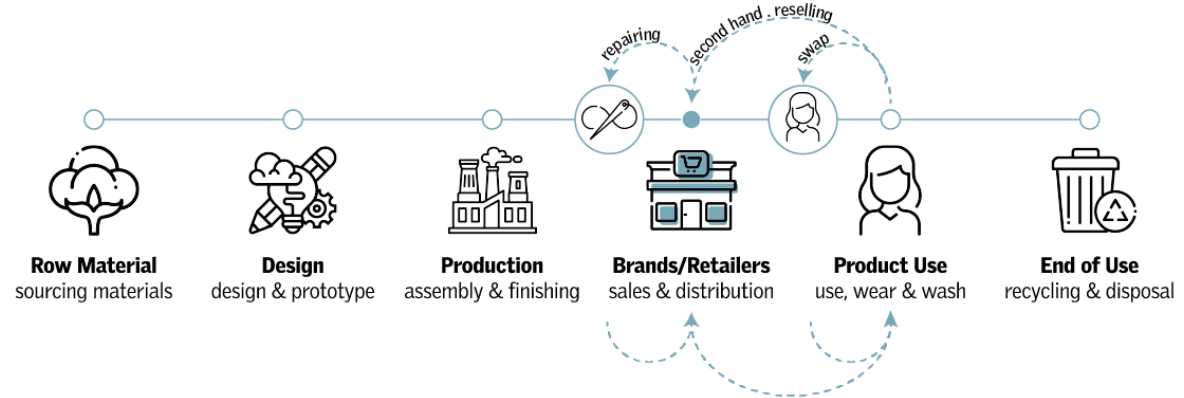 repairing
second hand . reselling
swap
Row Material
sourcing materials
Design
design & prototype
Production
assembly & finishing
Brands/Retailers
sales & distribution
Product Use
use, wear & wash
End of Use
recycling & disposal